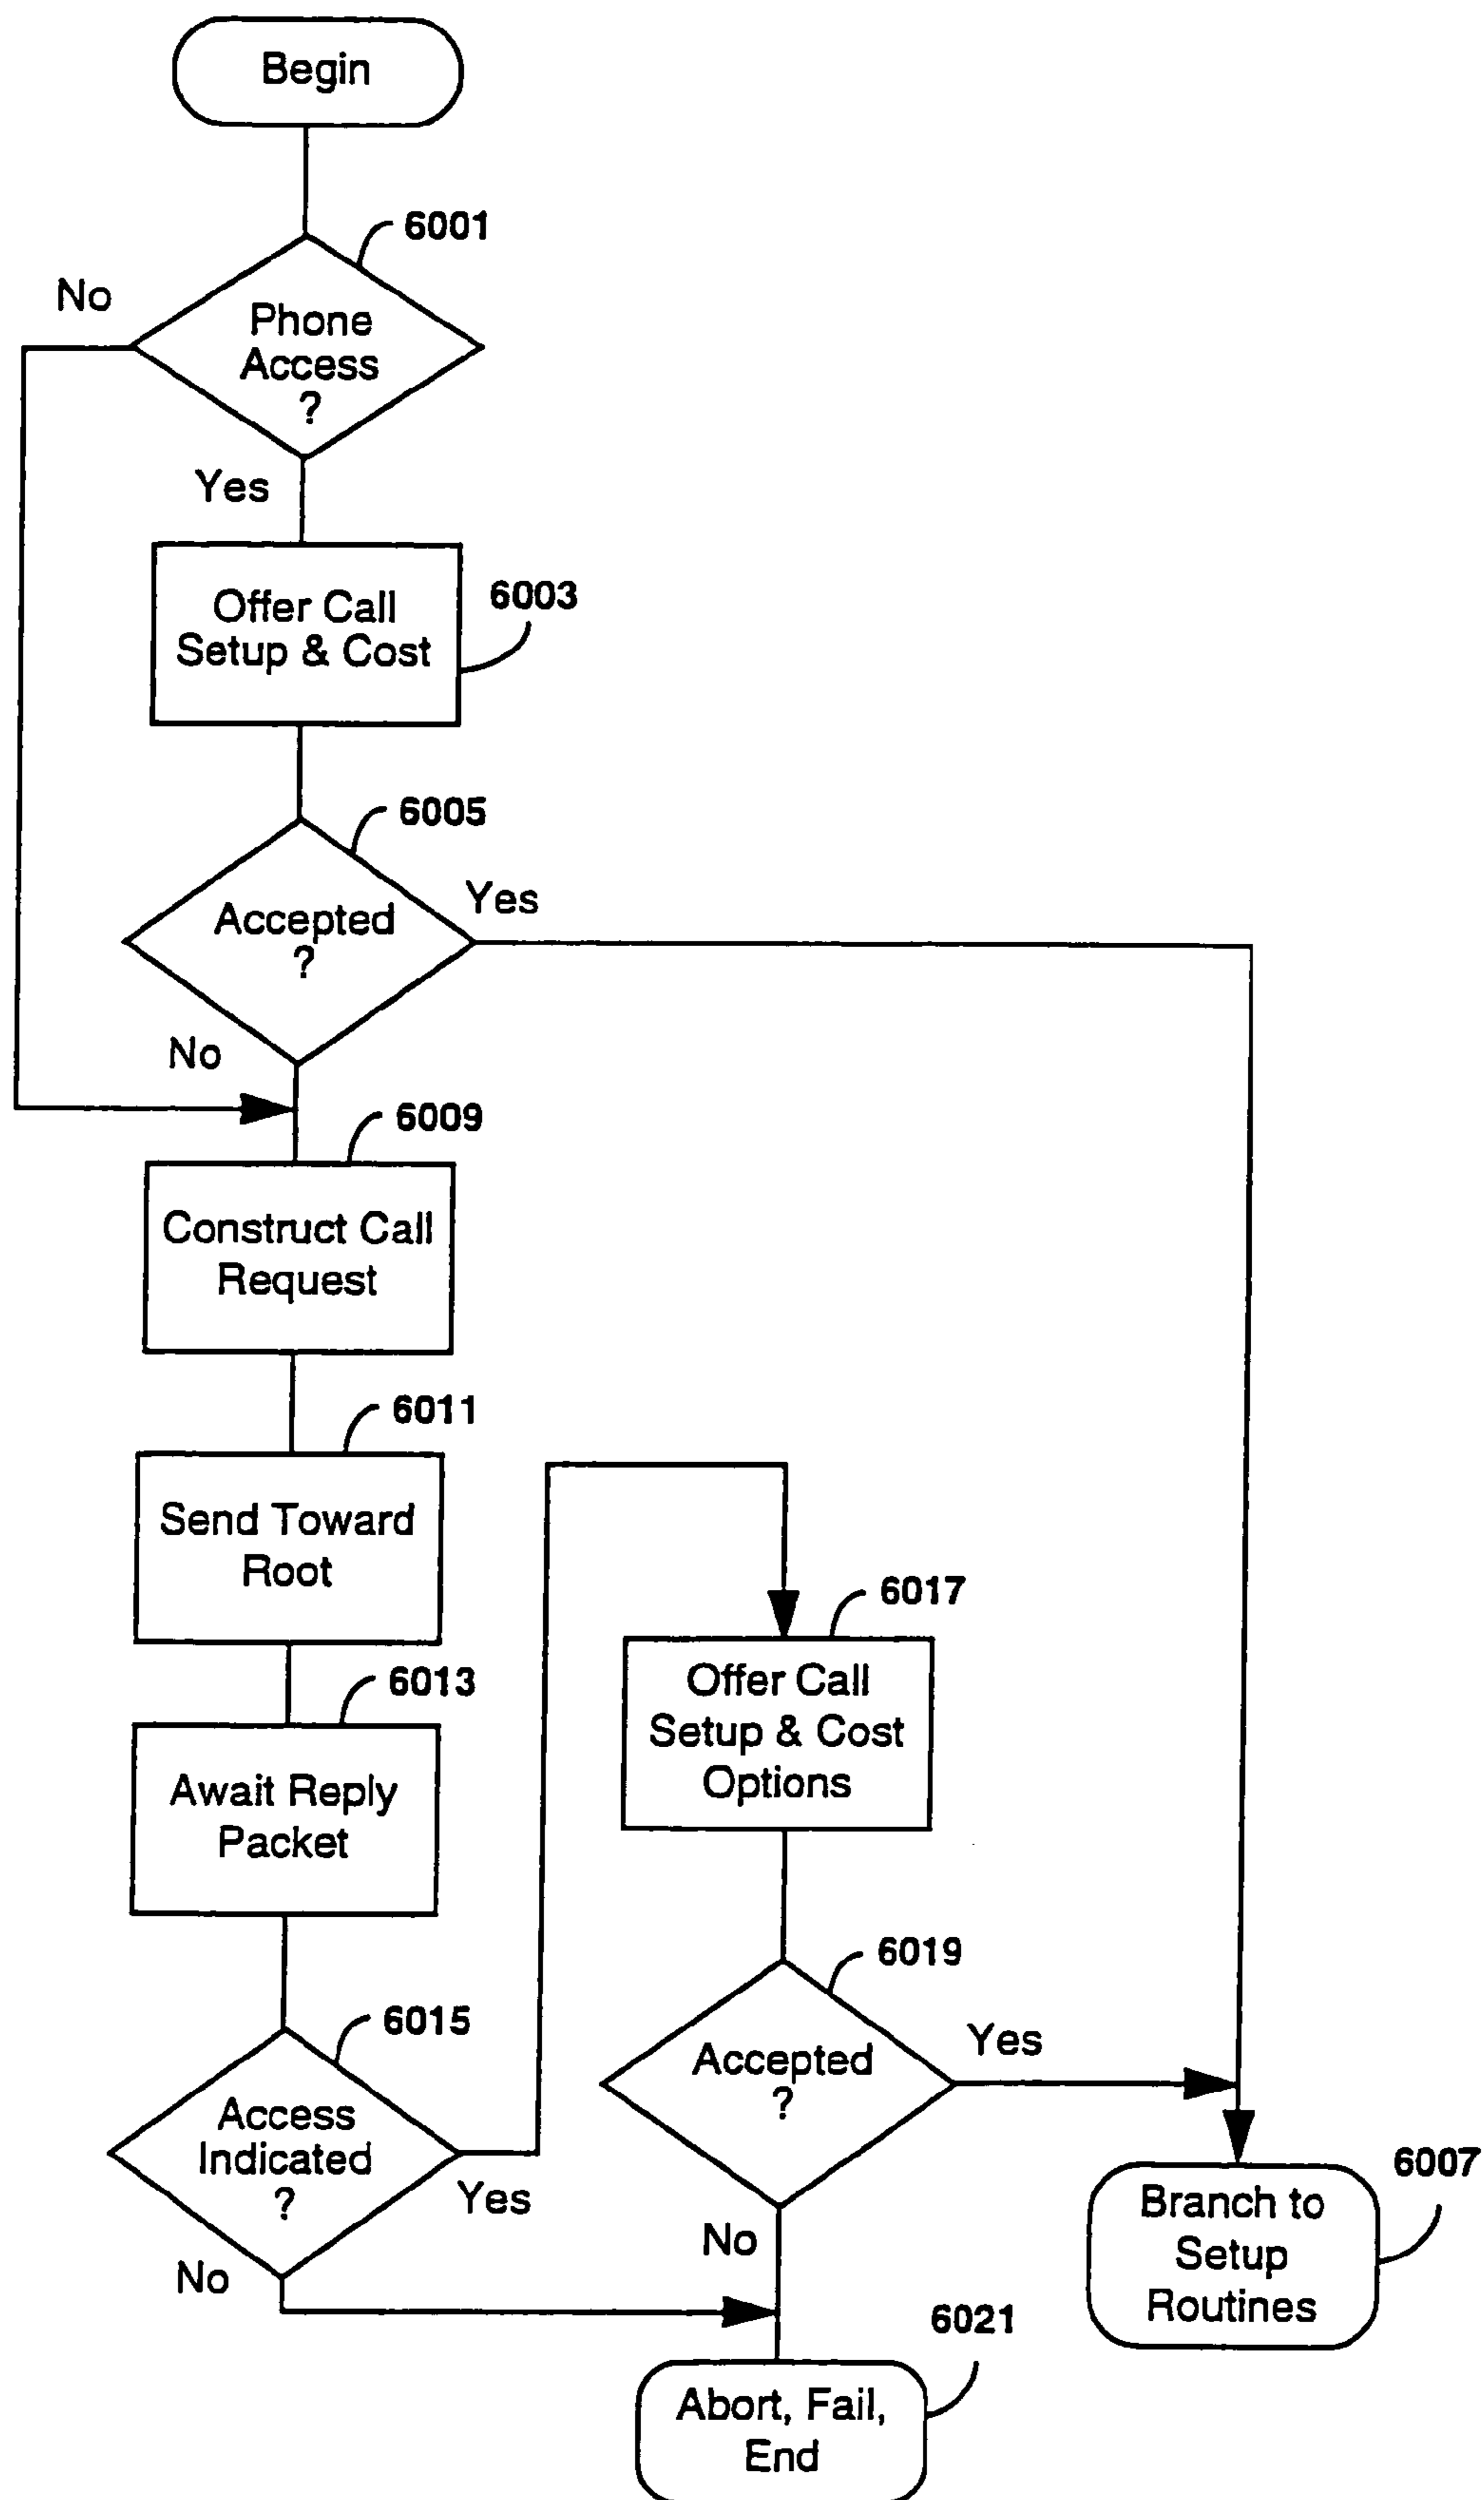 Begin
6001
No
Phone
Access
?
Yes
Offer Call
Setup & Cost
6003
6005
Accepted
?
Yes
No
6009
Construct Call
Request
6011
Send Toward
Root
6013
Await Reply
Packet
6015
Access
Indicated
?
Yes
No
6017
Offer Call
Setup & Cost
Options
6019
Accepted
?
Yes
No
6007
Branch to
Setup
Routines
6021
Abort, Fail,
End